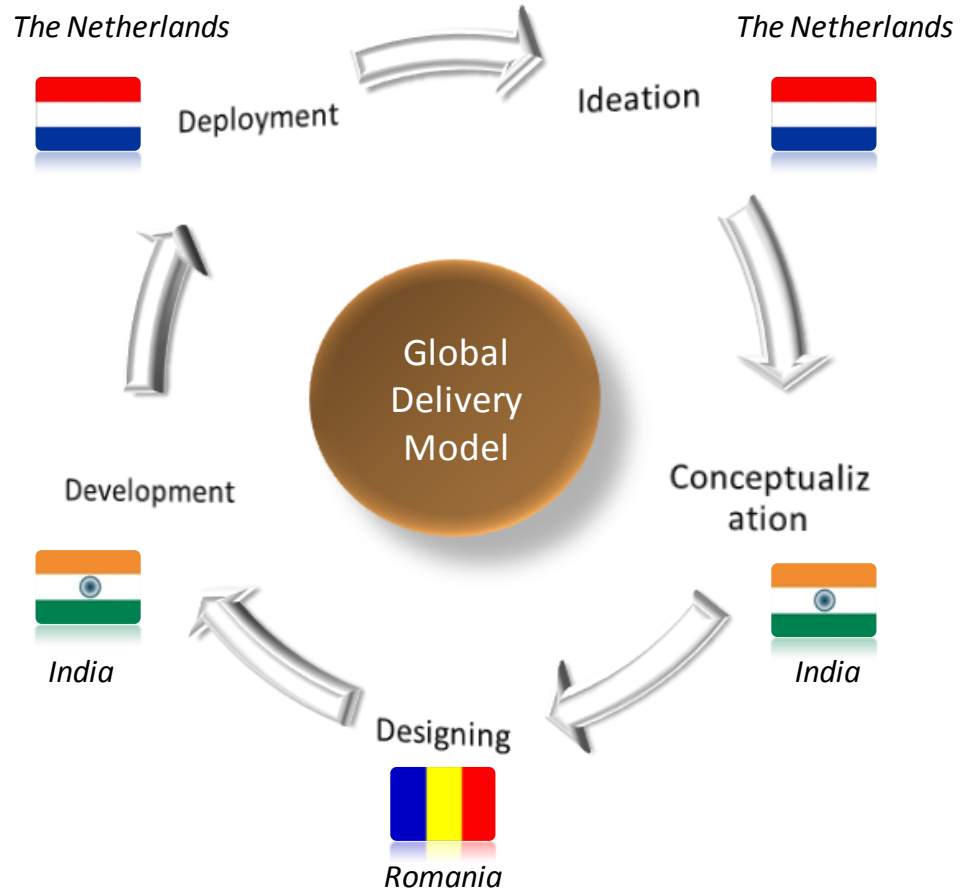 The Netherlands
The Netherlands
Deployment
Ideation
Global
Delivery
Model
Development
Conceptualiz
ation
India
India
Designing
Romania